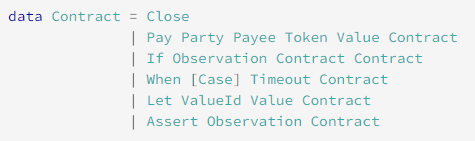 data Contract = Close
| Pay Party Payee Token Value Contract
| If Observation Contract Contract
| When [Case] Timeout Contract
| Let ValueId Value Contract
| Assert Observation Contract